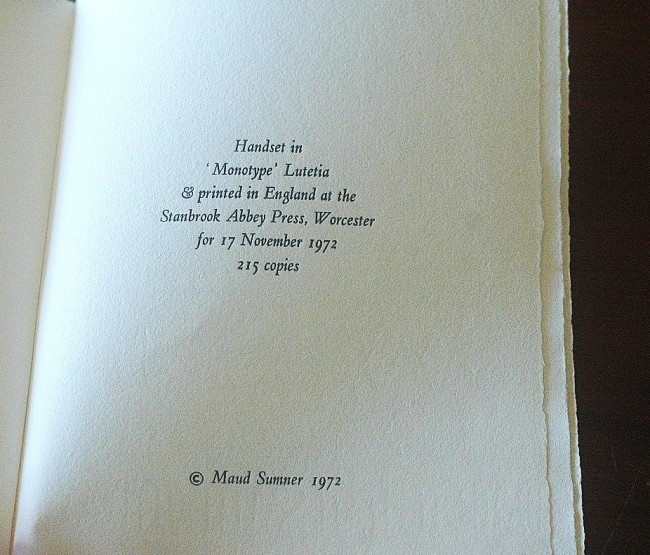 Handset in
'Monotype' Lutetia
& printed in England at the
Stanbrook Abbey Press, Worcester
for 17 November 1972
215 copies
© Maud Sumner 1972